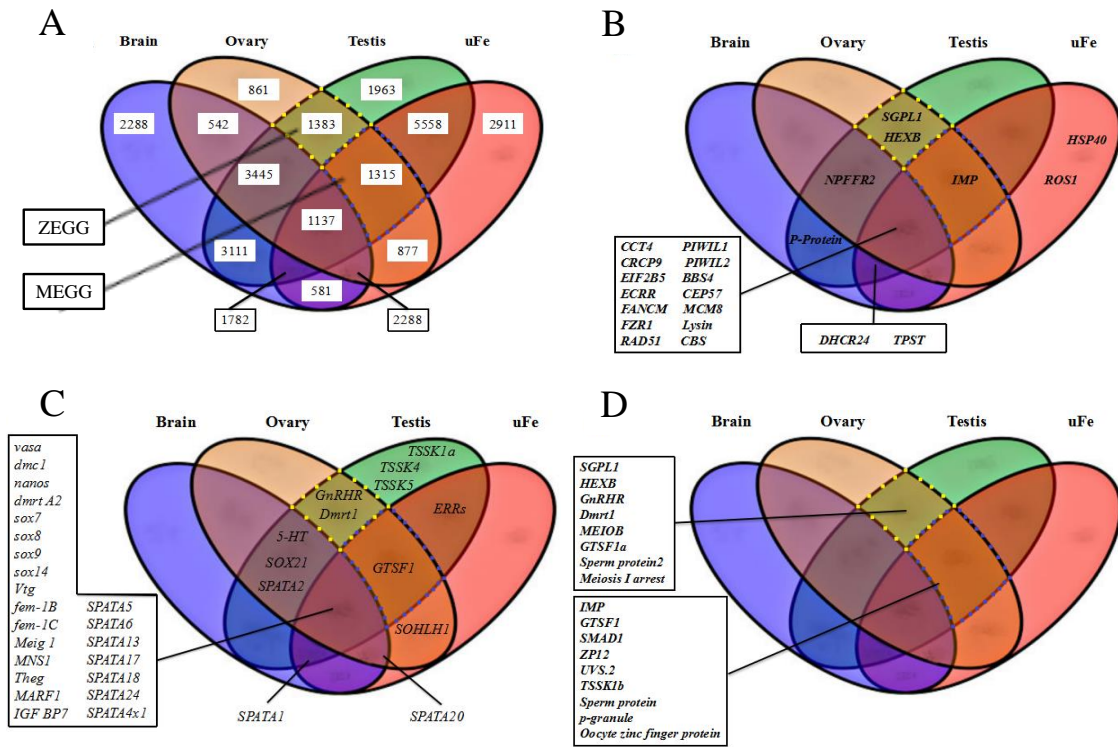 A
Brain Ovary Testis uFe
861 1963
2288 542 1383 5558 2911
3445 1315
ZEGG
1137
MEGG
3111 877
581
1782 2288
B
Brain Ovary Testis uFe
SGPL1
HEXB
HSP40
NPFFR2 IMP ROS1
P-Protein
CCT4 PIWIL1
CRCP9 PIWIL2
EIF2B5 BBS4
ECRR CEP57
FANCM MCM8
FZR1 Lysin
RAD51 CBS
DHCR24 TPST
C
Brain Ovary Testis uFe
vasa
dmc1
nanos
dmrt A2
sox7
sox8
sox9
sox14
Vtg
fem-1B SPATA5
fem-1C SPATA6
Meig 1 SPATA13
MNS1 SPATA17
Theg SPATA18
MARF1 SPATA24
IGF BP7 SPATA4x1
TSSK1a
TSSK4
TSSK5
GnRHR
Dmrt1
ERRs
5-HT
SOX21
SPATA2
GTSF1
SOHLH1
SPATA1 SPATA20
D
Brain Ovary Testis uFe
SGPL1
HEXB
GnRHR
Dmrt1
MEIOB
GTSF1a
Sperm protein2
Meiosis I arrest
IMP
GTSF1
SMAD1
ZP12
UVS.2
TSSK1b
Sperm protein
p-granule
Oocyte zinc finger protein